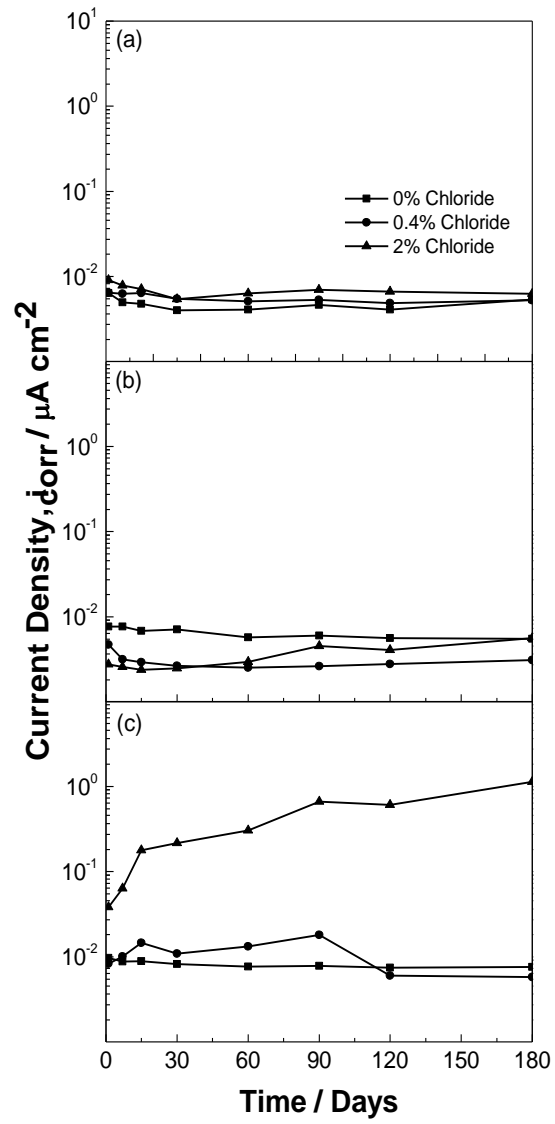 (a)
10¹
10⁰
10⁻¹
10⁻²
0% Chloride
0.4% Chloride
2% Chloride
(b)
10⁰
10⁻¹
10⁻²
(c)
10⁰
10⁻¹
10⁻²
Current Density, icorr / μA cm⁻²
0 30 60 90 120 150 180
Time / Days